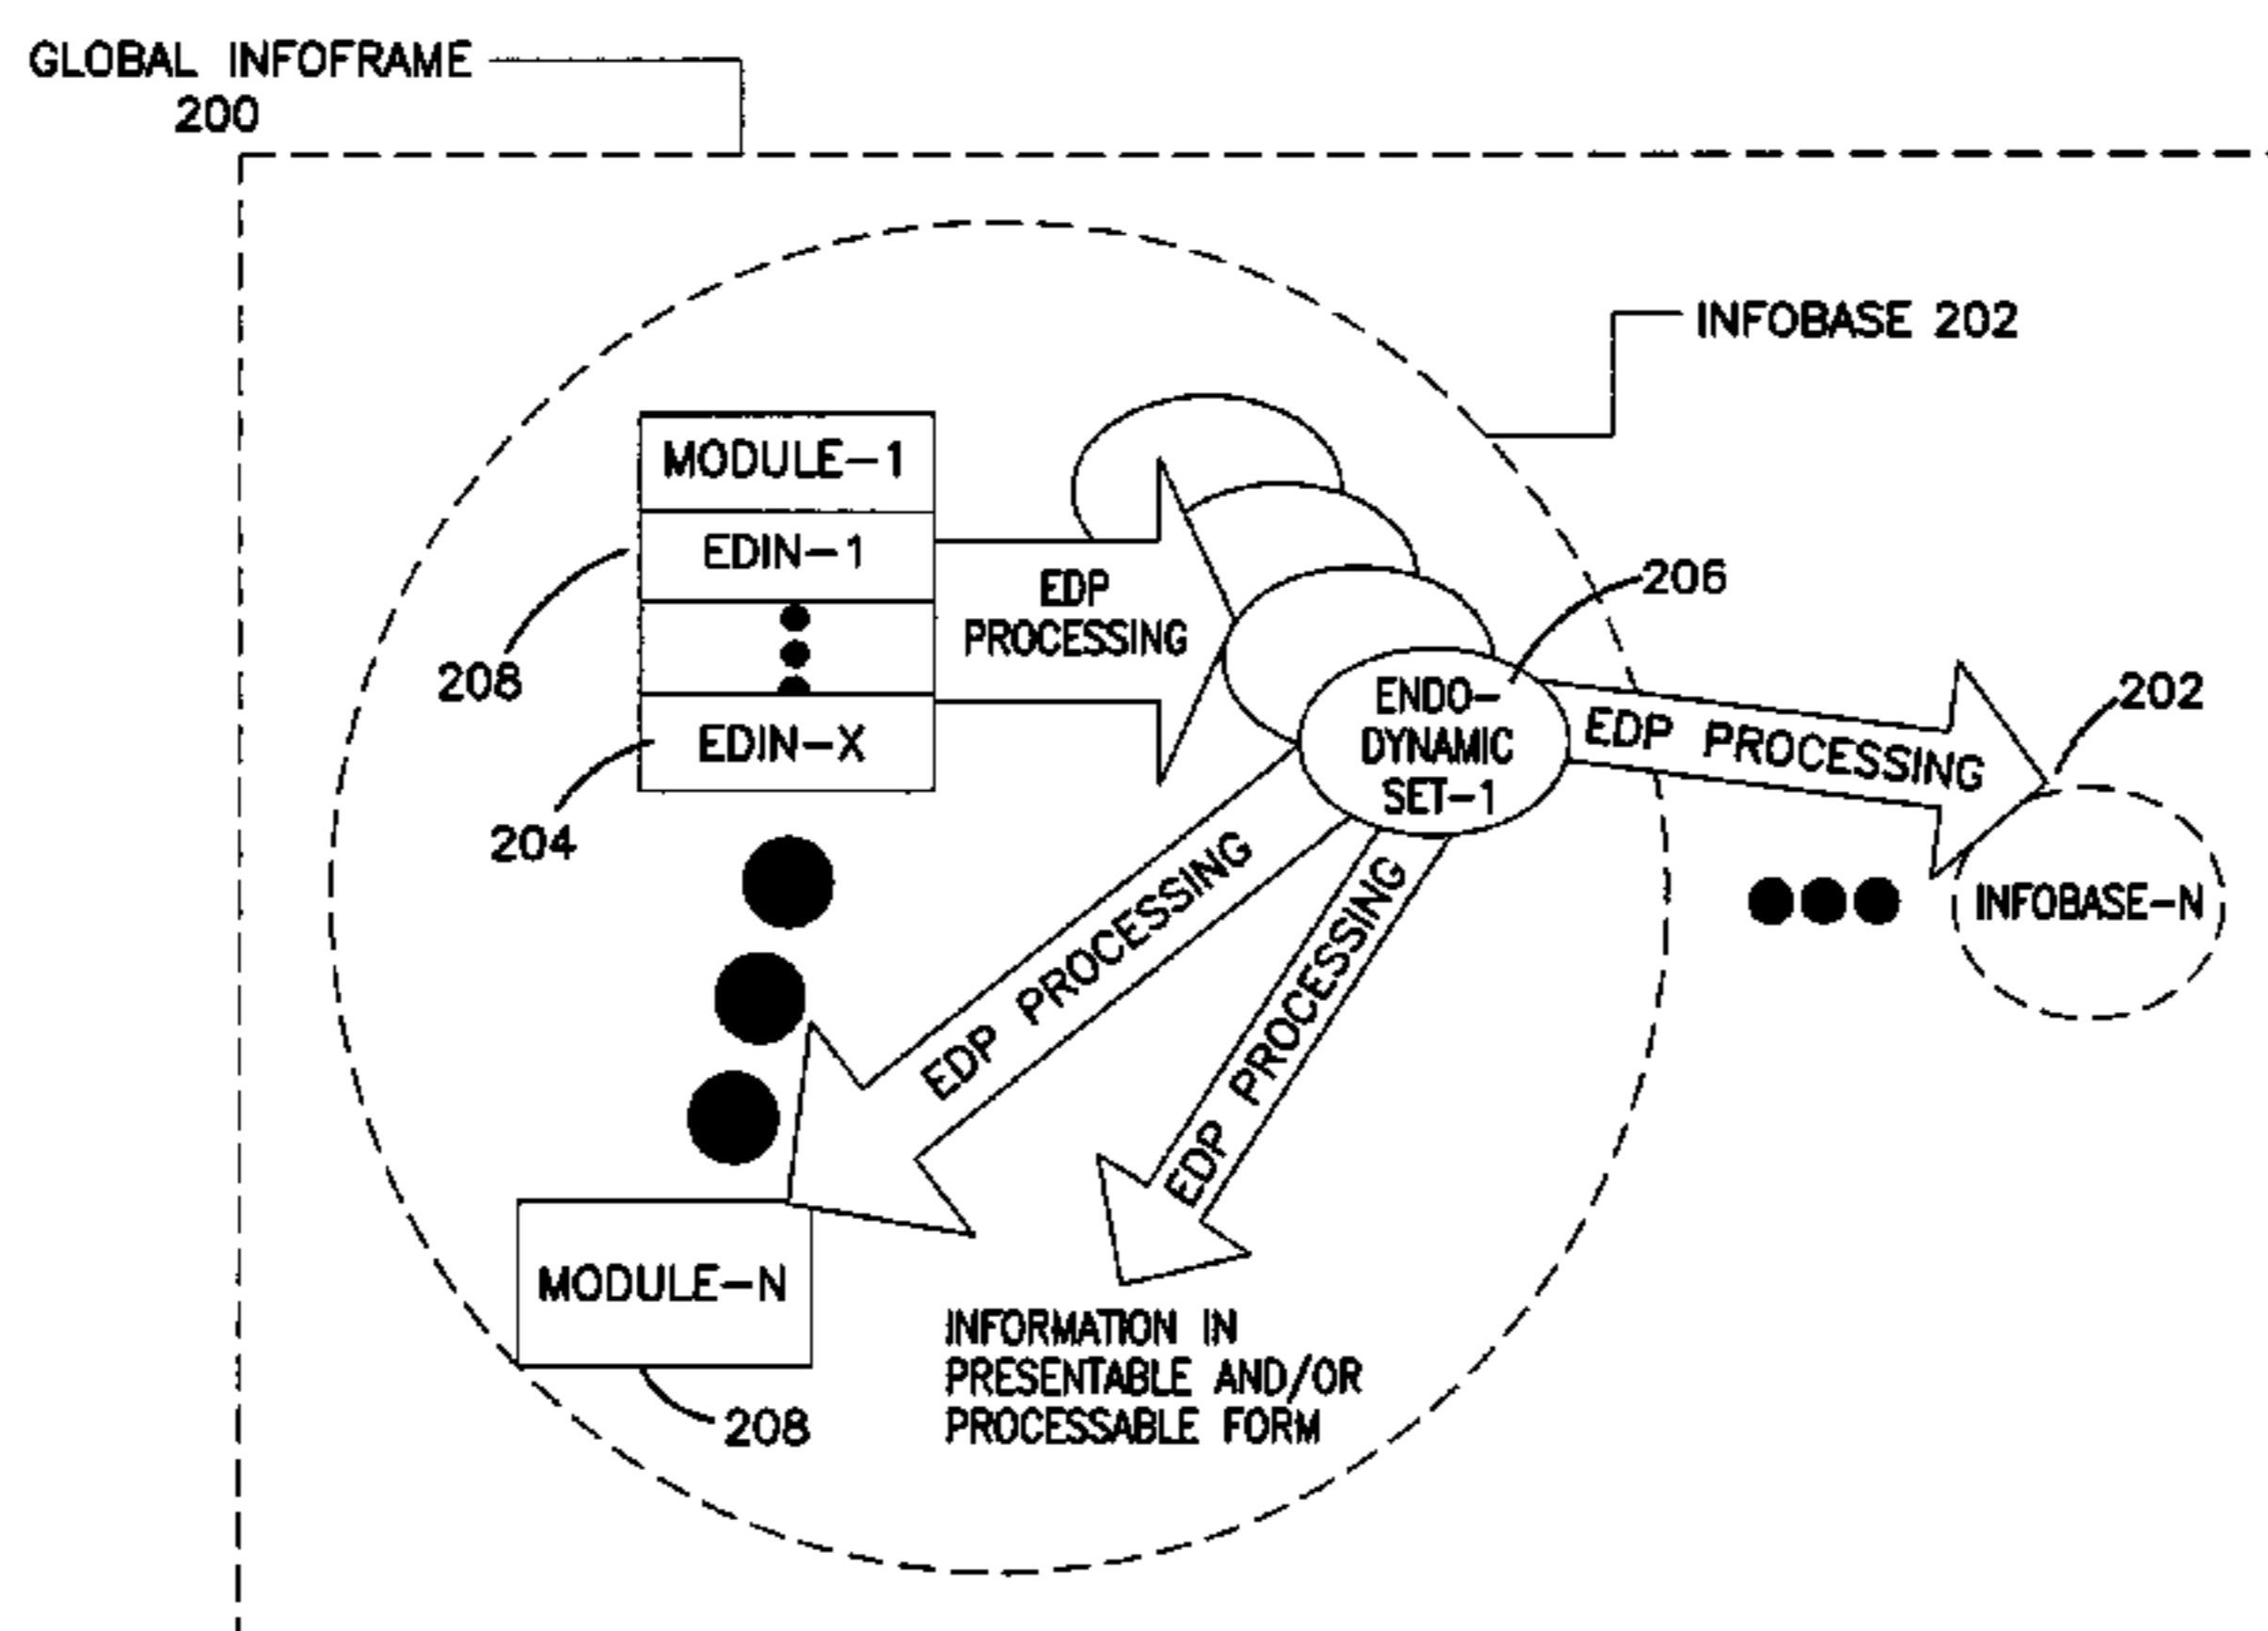 GLOBAL INFOFRAME
200
INFOBASE 202
MODULE-1
EDIN-1
EDP
PROCESSING
206
208
ENDO-
DYNAMIC
SET-1
EDP PROCESSING
202
EDIN-X
204
EDP PROCESSING
EDP PROCESSING
INFOBASE-N
MODULE-N
INFORMATION IN
PRESENTABLE AND/OR
PROCESSABLE FORM
208